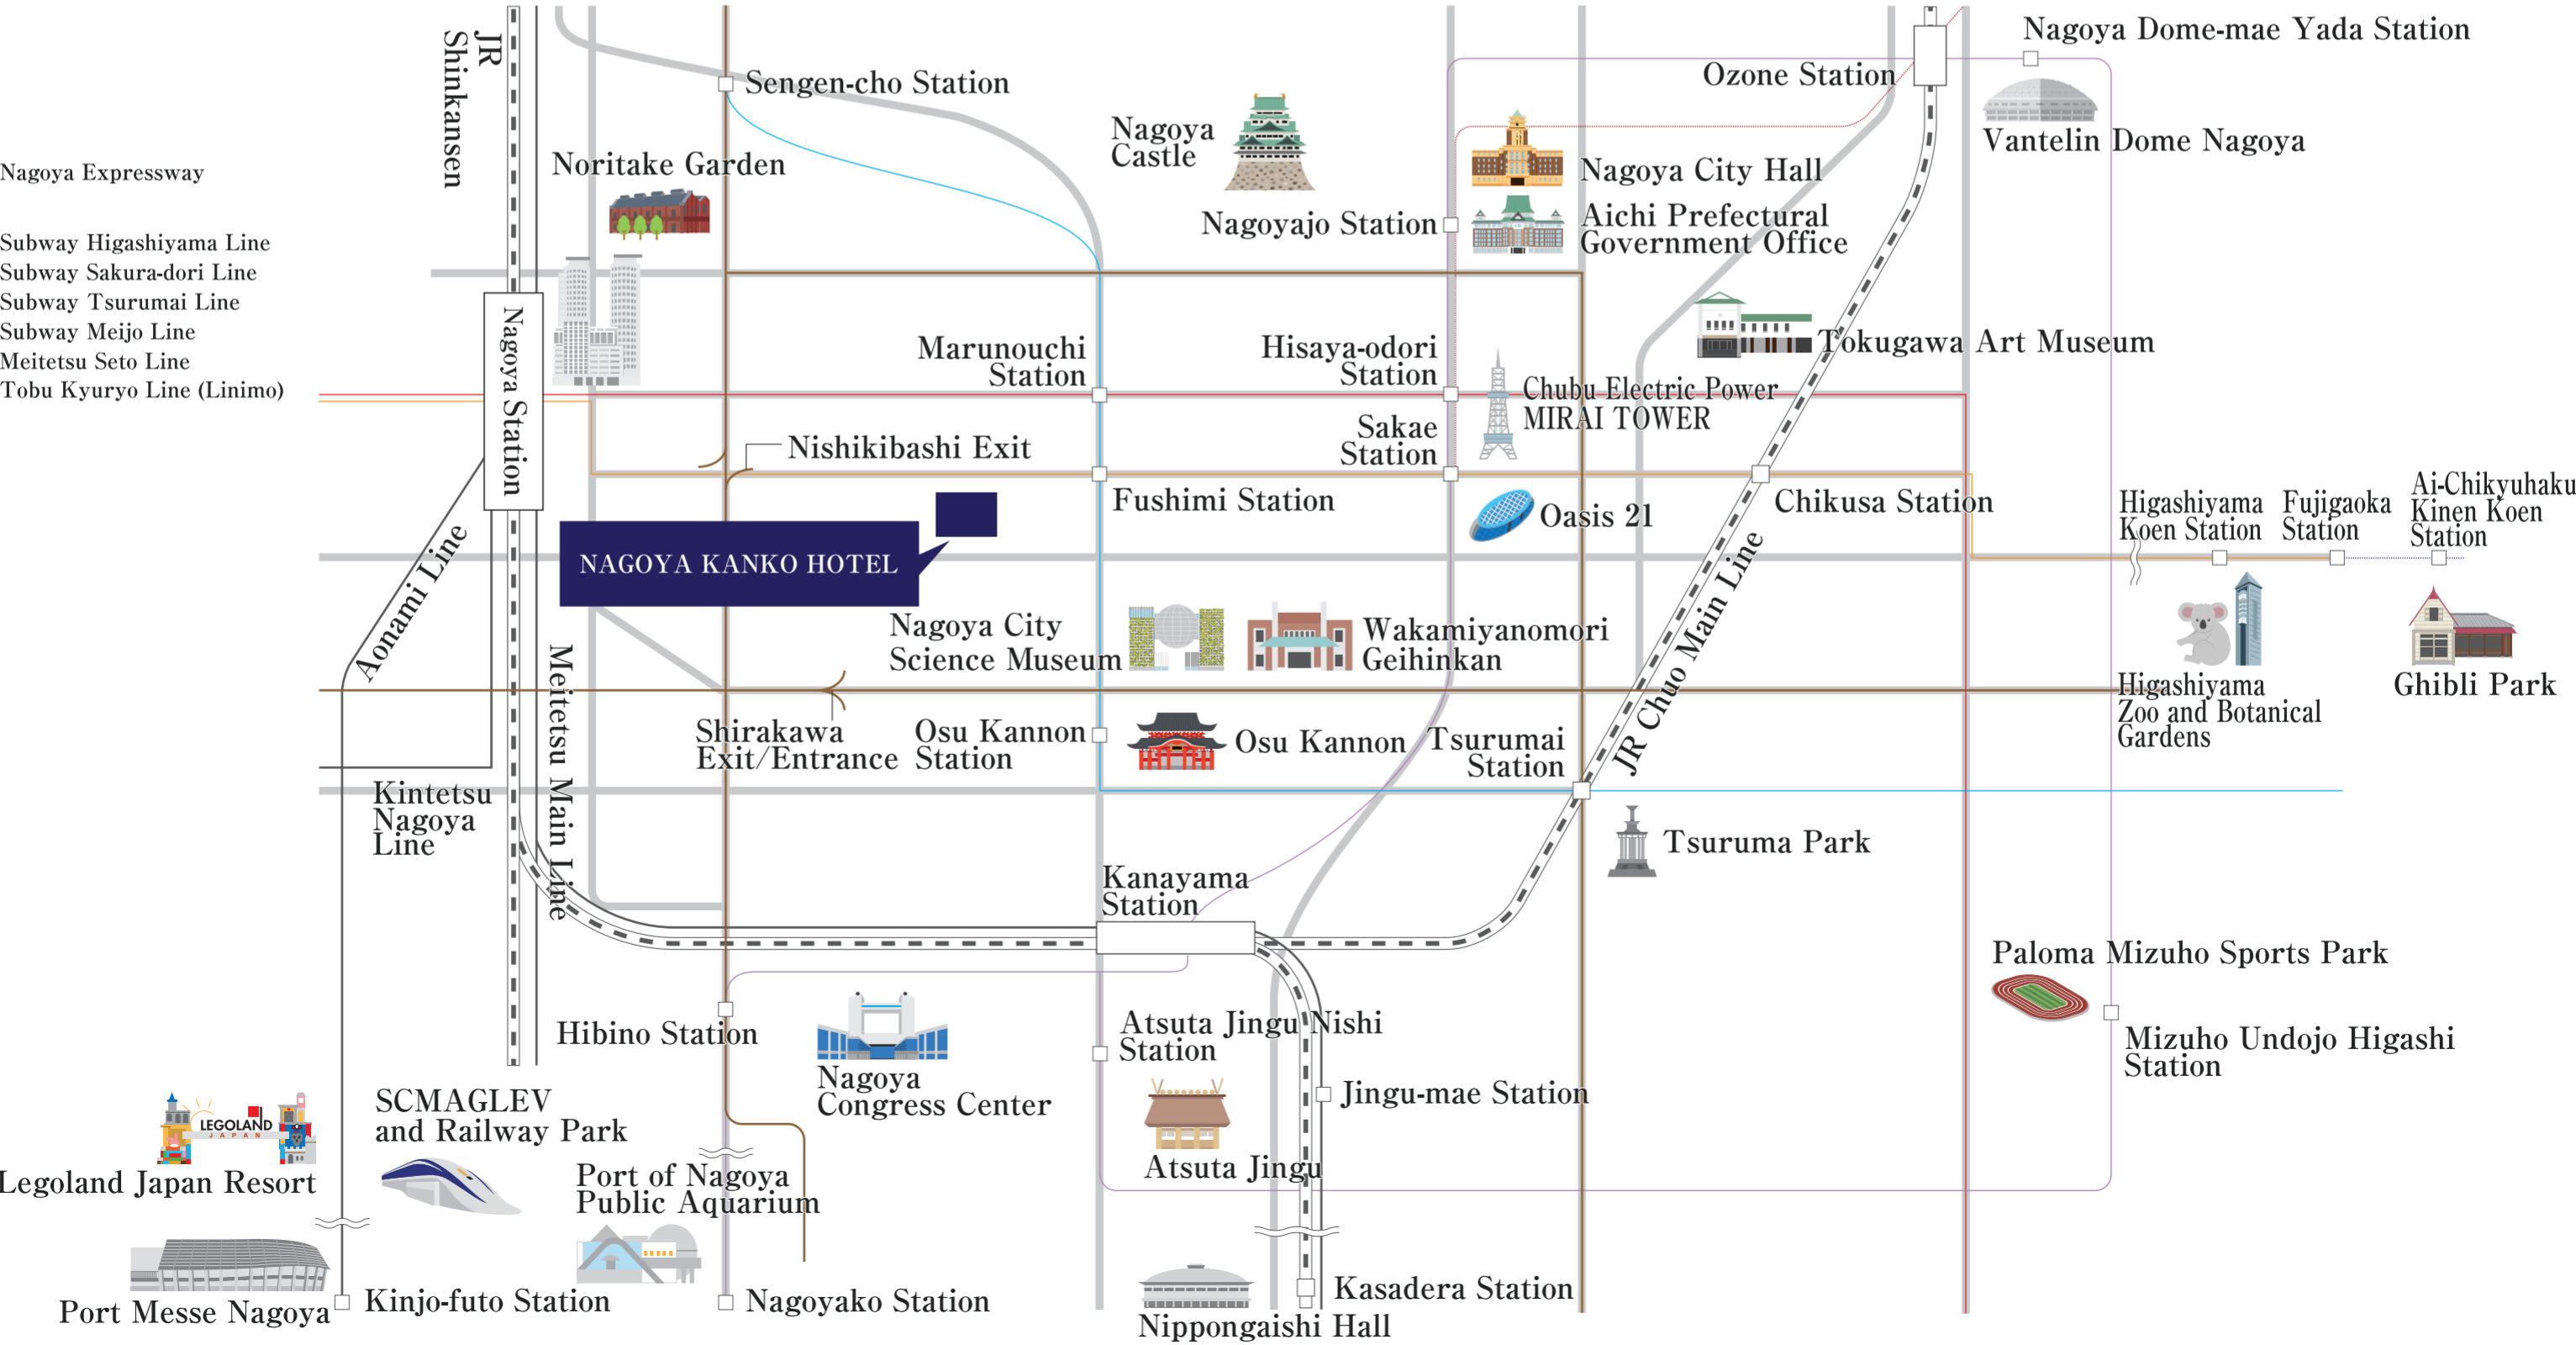 JR
Shinkansen
Nagoya Expressway
Subway Higashiyama Line
Subway Sakura-dori Line
Subway Tsurumai Line
Subway Meijo Line
Meitetsu Seto Line
Tobu Kyuryo Line (Linimo)
Sengen-cho Station
Noritake Garden
Nagoya
Castle
Nagoyajo Station
Nagoya City Hall
Aichi Prefectural
Government Office
Ozone Station
Nagoya Dome-mae Yada Station
Vantelin Dome Nagoya
Tokugawa Art Museum
Nagoya Station
Marunouchi
Station
Hisaya-odori
Station
Chubu Electric Power
MIRAI TOWER
Sakae
Station
Nishikibashi Exit
Fushimi Station
Oasis 21
Chikusa Station
Higashiyama
Koen Station
Fujigaoka
Station
Ai-Chikyuhaku
Kinen Koen
Station
NAGOYA KANKO HOTEL
Aonami Line
Meitetsu Main Line
JR Chuo Main Line
Nagoya City
Science Museum
Wakamiyanomori
Geihinkan
Higashiyama
Zoo and Botanical
Gardens
Ghibli Park
Shirakawa
Exit/Entrance
Osu Kannon
Station
Osu Kannon
Tsurumai
Station
Kintetsu
Nagoya
Line
Tsuruma Park
Kanayama
Station
Paloma Mizuho Sports Park
Mizuho Undojo Higashi
Station
Hibino Station
Nagoya
Congress Center
Atsuta Jingu Nishi
Station
Jingu-mae Station
Atsuta Jingu
LEGOLAND
JAPAN
Legoland Japan Resort
SCMAGLEV
and Railway Park
Port of Nagoya
Public Aquarium
Port Messe Nagoya
Kinjo-futo Station
Nagoyako Station
Kasadera Station
Nippongaishi Hall